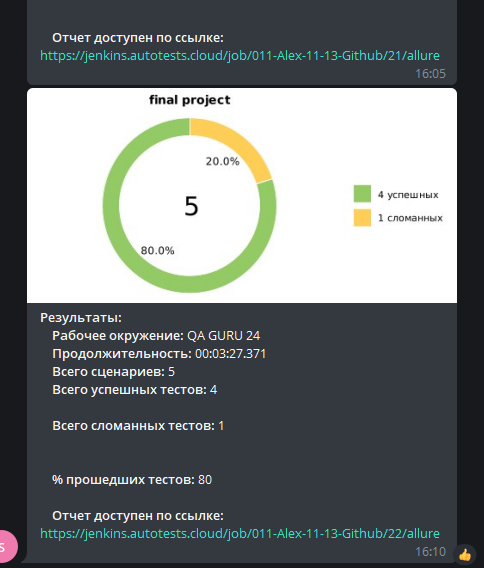 Отчет доступен по ссылке:
https://jenkins.autotests.cloud/job/011-Alex-11-13-Github/21/allure
16:05
final project
20.0%
5
80.0%
4 успешных
1 сломанных
Результаты:
Рабочее окружение: QA GURU 24
Продолжительность: 00:03:27.371
Всего сценариев: 5
Всего успешных тестов: 4
Всего сломанных тестов: 1
% прошедших тестов: 80
Отчет доступен по ссылке:
https://jenkins.autotests.cloud/job/011-Alex-11-13-Github/22/allure
16:10
s